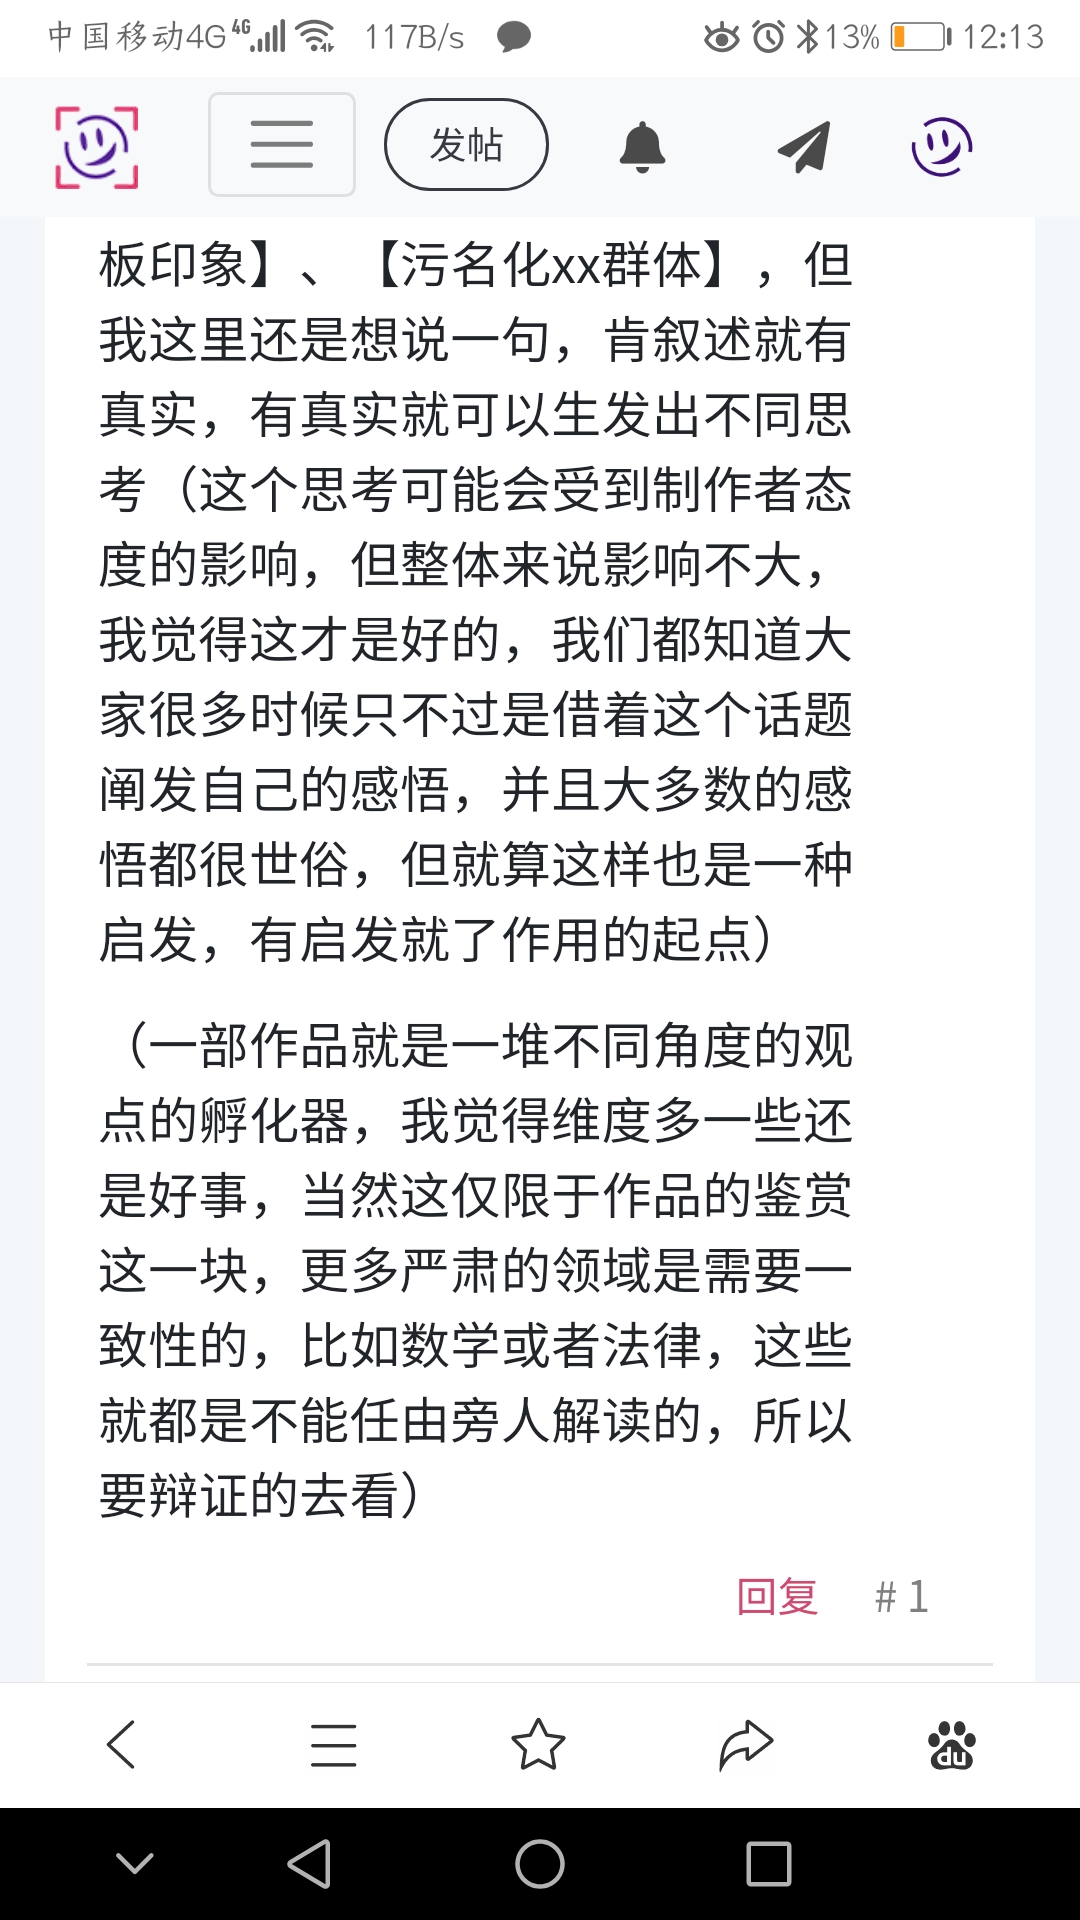 中国移动4G 4G 117B/s 13% 12:13
发帖
板印象】、【污名化xx群体】，但
我这里还是想说一句，肯叙述就有
真实，有真实就可以生发出不同思
考（这个思考可能会受到制作者态
度的影响，但整体来说影响不大，
我觉得这才是好的，我们都知道大
家很多时候只不过是借着这个话题
阐发自己的感悟，并且大多数的感
悟都很世俗，但就算这样也是一种
启发，有启发就了作用的起点）
（一部作品就是一堆不同角度的观
点的孵化器，我觉得维度多一些还
是好事，当然这仅限于作品的鉴赏
这一块，更多严肃的领域是需要一
致性的，比如数学或者法律，这些
就都是不能任由旁人解读的，所以
要辩证的去看）
回复 # 1
du